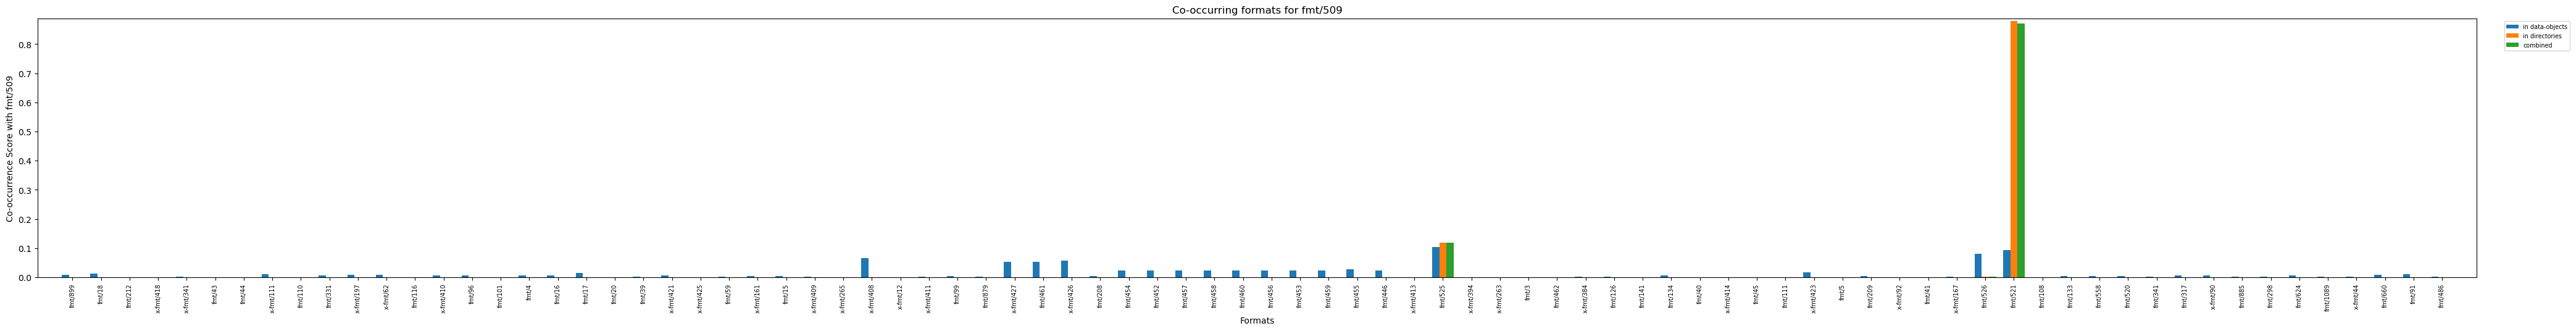 Co-occurring formats for fmt/509
in data-objects
in directories
combined
Co-occurrence Score with fmt/509
0.8
0.7
0.6
0.5
0.4
0.3
0.2
0.1
0.0
fmt/899
fmt/18
fmt/212
x-fmt/418
x-fmt/341
fmt/43
fmt/44
x-fmt/111
fmt/110
fmt/331
x-fmt/197
x-fmt/62
fmt/116
x-fmt/410
fmt/96
fmt/101
fmt/4
fmt/16
fmt/17
fmt/20
fmt/39
x-fmt/421
x-fmt/425
fmt/59
x-fmt/161
fmt/15
x-fmt/409
x-fmt/265
x-fmt/408
x-fmt/12
x-fmt/411
fmt/99
fmt/879
x-fmt/427
fmt/461
x-fmt/426
fmt/208
fmt/454
fmt/452
fmt/457
fmt/458
fmt/460
fmt/456
fmt/453
fmt/459
fmt/455
fmt/446
x-fmt/413
fmt/525
x-fmt/394
x-fmt/263
fmt/3
fmt/462
x-fmt/384
fmt/126
fmt/141
fmt/134
fmt/40
x-fmt/414
fmt/45
fmt/111
x-fmt/423
fmt/5
fmt/209
x-fmt/92
fmt/41
x-fmt/167
fmt/526
fmt/521
fmt/108
fmt/133
fmt/558
fmt/520
fmt/341
fmt/317
x-fmt/90
fmt/885
fmt/298
fmt/624
fmt/1089
x-fmt/44
fmt/660
fmt/91
fmt/486
Formats